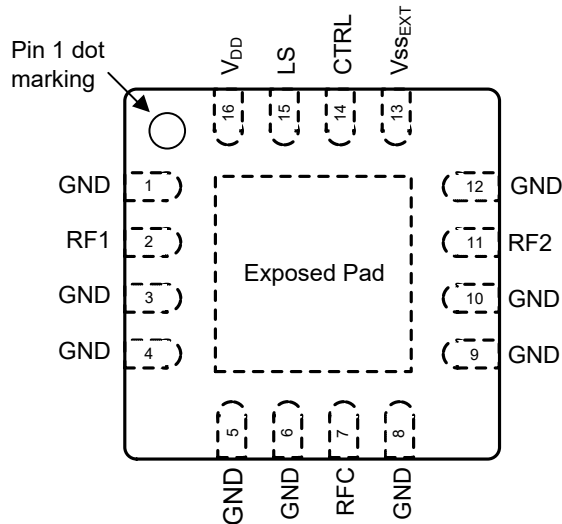 Pin 1 dot
marking
VDD
LS
CTRL
VssEXT
16
15
14
13
GND
1
12
GND
RF1
2
11
RF2
Exposed Pad
GND
3
10
GND
GND
4
9
GND
5
6
7
8
GND
GND
RFC
GND